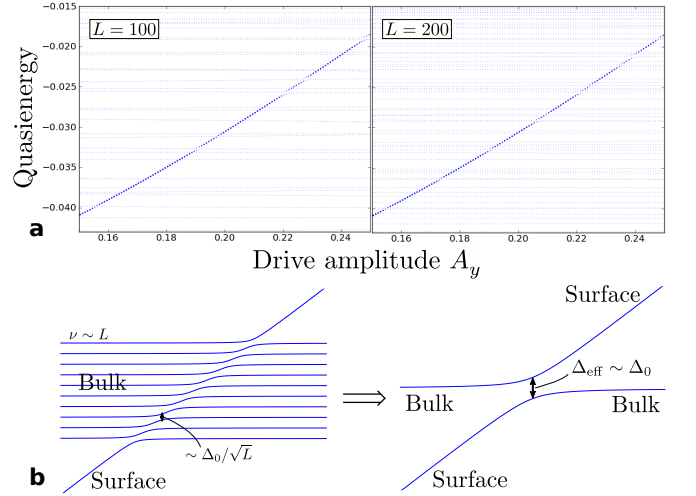 −0.015
−0.020
−0.025
−0.030
−0.035
−0.040
Quasienergy
L = 100
L = 200
0.16 0.18 0.20 0.22 0.24
0.16 0.18 0.20 0.22 0.24
a
Drive amplitude A_y
ν ∼ L
Bulk
∼ Δ₀/√L
Surface
b
Surface
Δ_eff ∼ Δ₀
Bulk
Bulk
Surface